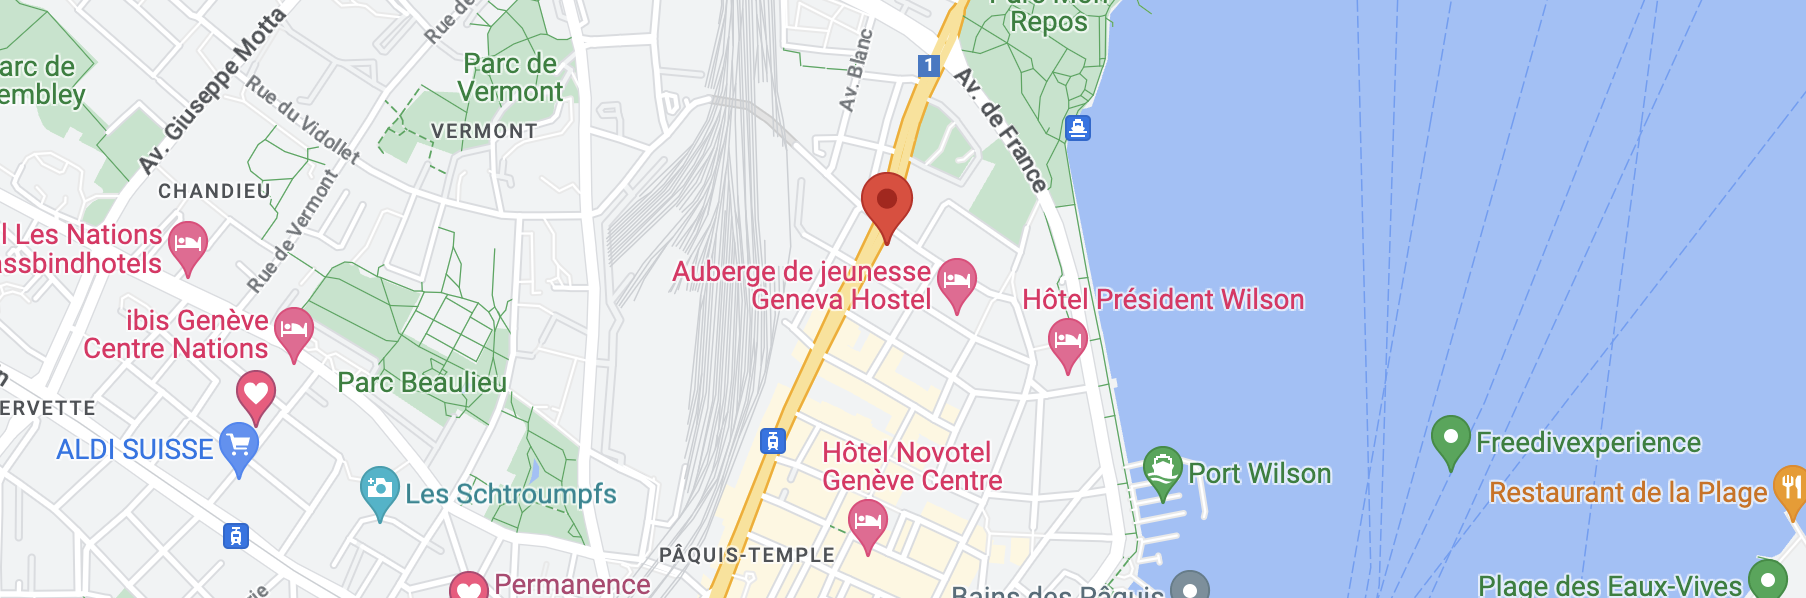 Parc Mon
Repos
arc de
embley
Av. Giuseppe Motta
Rue de
Parc de
Vermont
Av. Blanc
1
Av. de France
Rue du Vidollet
VERMONT
CHANDIEU
Rue de Vermont
l Les Nations
assbindhotels
Auberge de jeunesse
Geneva Hostel
Hôtel Président Wilson
ibis Genève
Centre Nations
Parc Beaulieu
n
ERVETTE
ALDI SUISSE
Hôtel Novotel
Genève Centre
Les Schtroumpfs
Port Wilson
Freedivexperience
Restaurant de la Plage
PÂQUIS-TEMPLE
Permanence
rie
Bains des Pâquis
Plage des Eaux-Vives